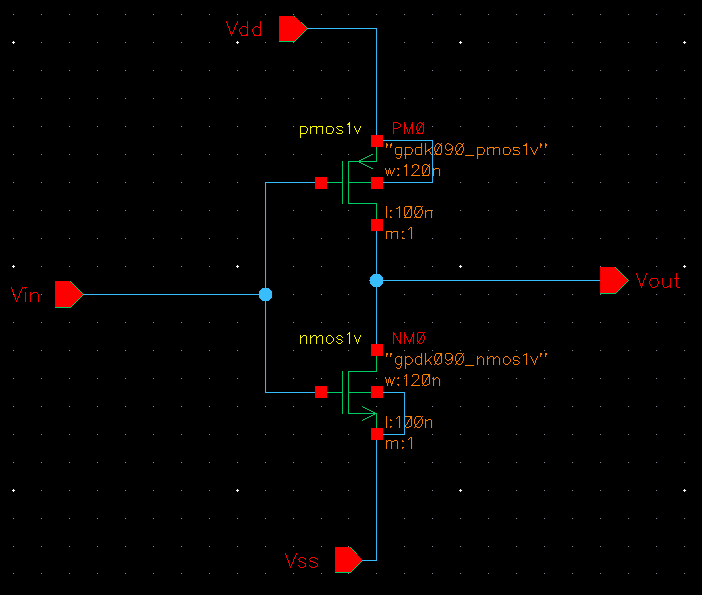 Vdd
pmos1v PM0
"gpdk090_pmos1v"
w:120n
l:100n
m:1
Vin
Vout
nmos1v NM0
"gpdk090_nmos1v"
w:120n
l:100n
m:1
Vss